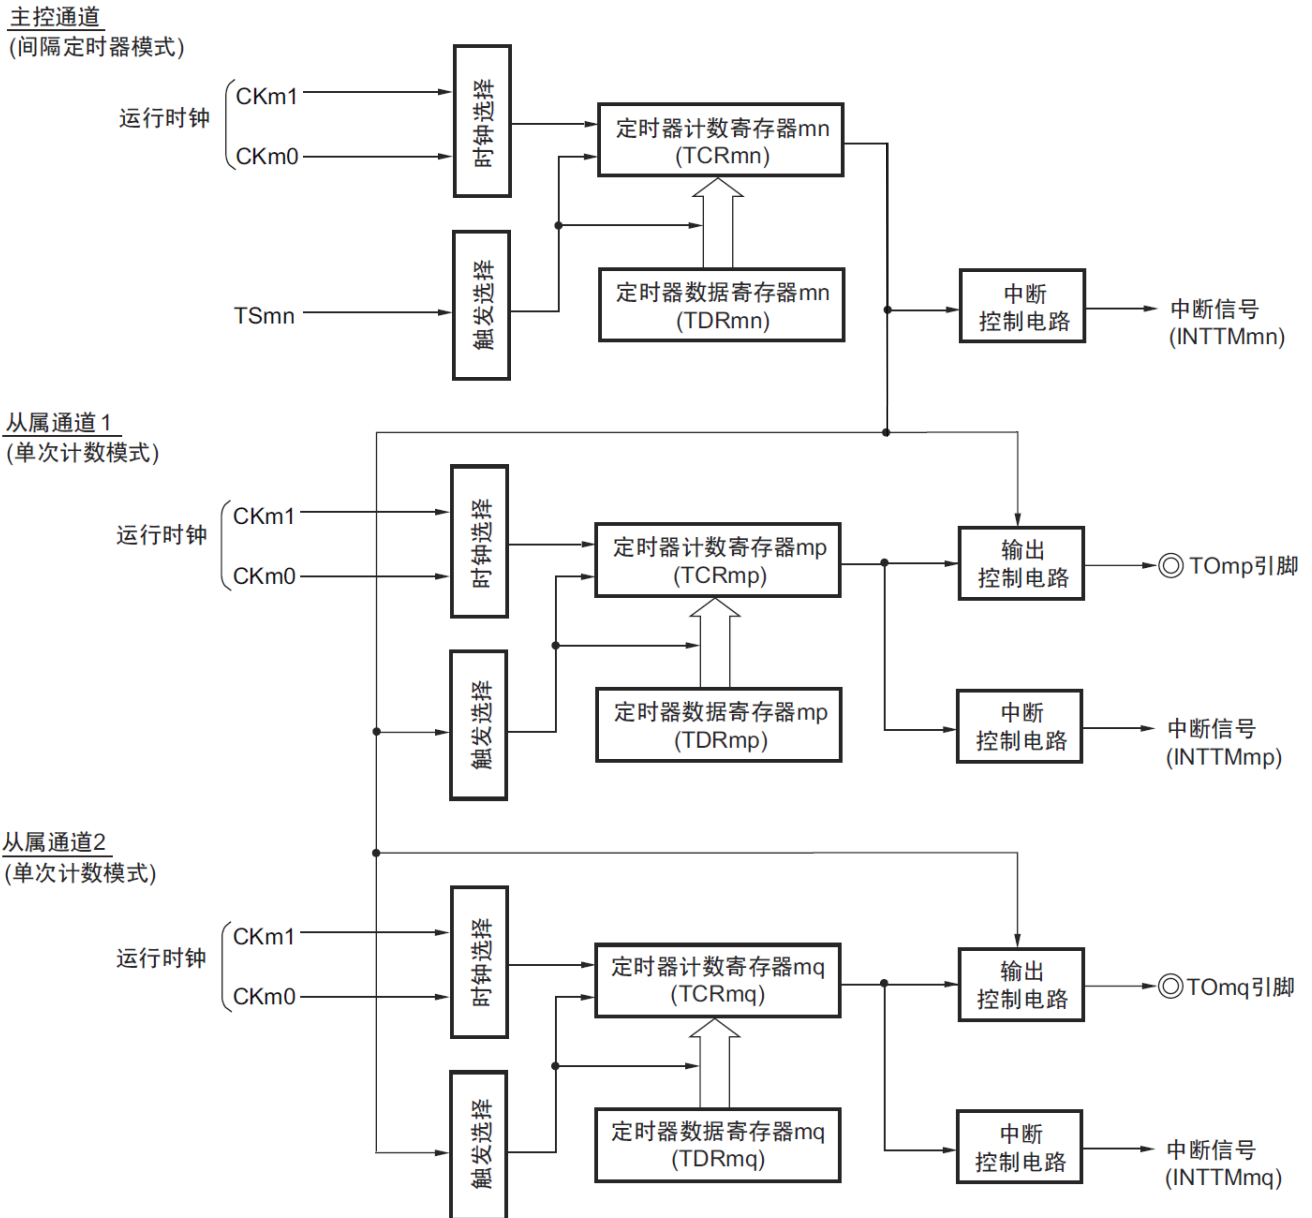 主控通道
(间隔定时器模式)
运行时钟
CKm1
CKm0
时钟选择
定时器计数寄存器mn
(TCRmn)
TSmn
触发选择
定时器数据寄存器mn
(TDRmn)
中断
控制电路
中断信号
(INTTMmn)
从属通道1
(单次计数模式)
运行时钟
CKm1
CKm0
时钟选择
定时器计数寄存器mp
(TCRmp)
输出
控制电路
TOmp引脚
触发选择
定时器数据寄存器mp
(TDRmp)
中断
控制电路
中断信号
(INTTMmp)
从属通道2
(单次计数模式)
运行时钟
CKm1
CKm0
时钟选择
定时器计数寄存器mq
(TCRmq)
输出
控制电路
TOmq引脚
触发选择
定时器数据寄存器mq
(TDRmq)
中断
控制电路
中断信号
(INTTMmq)